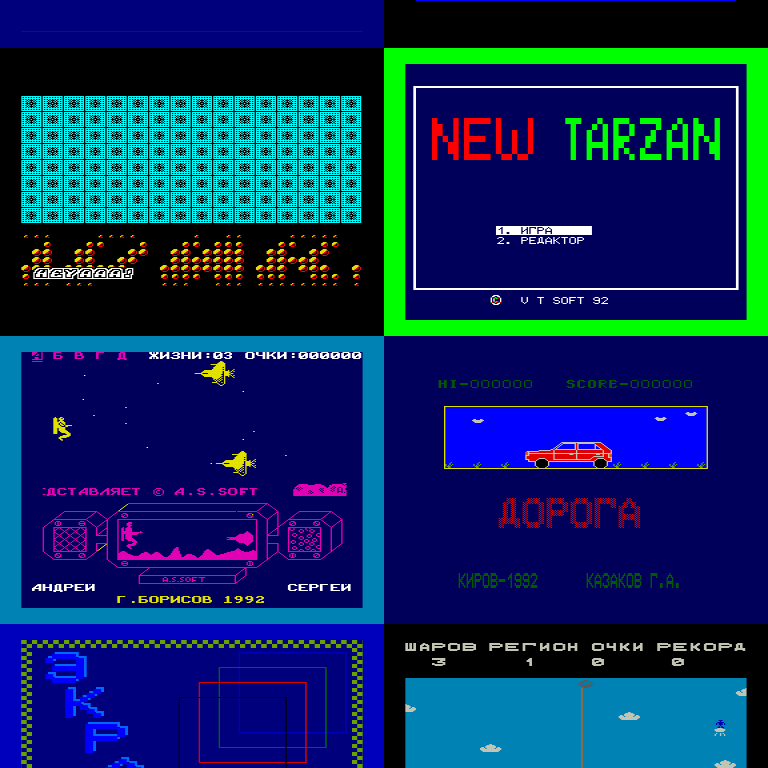 NEW TARZAN
1. ИГРА
2. РЕДАКТОР
© V T SOFT 92
Б В Г Д ЖИЗНИ:03 ОЧКИ:000000
© A.S.SOFT
A.S.SOFT
АНДРЕЙ СЕРГЕЙ
Г.БОРИСОВ 1992
HI-000000 SCORE-000000
ДОРОГА
КИРОВ-1992 КАЗАКОВ Г.А.
ЭКР
ШАРОВ РЕГИОН ОЧКИ РЕКОРД
3 1 0 0